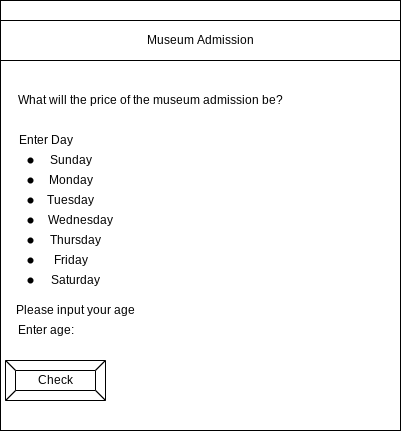 Museum Admission
What will the price of the museum admission be?
Enter Day
Sunday
Monday
Tuesday
Wednesday
Thursday
Friday
Saturday
Please input your age
Enter age:
Check